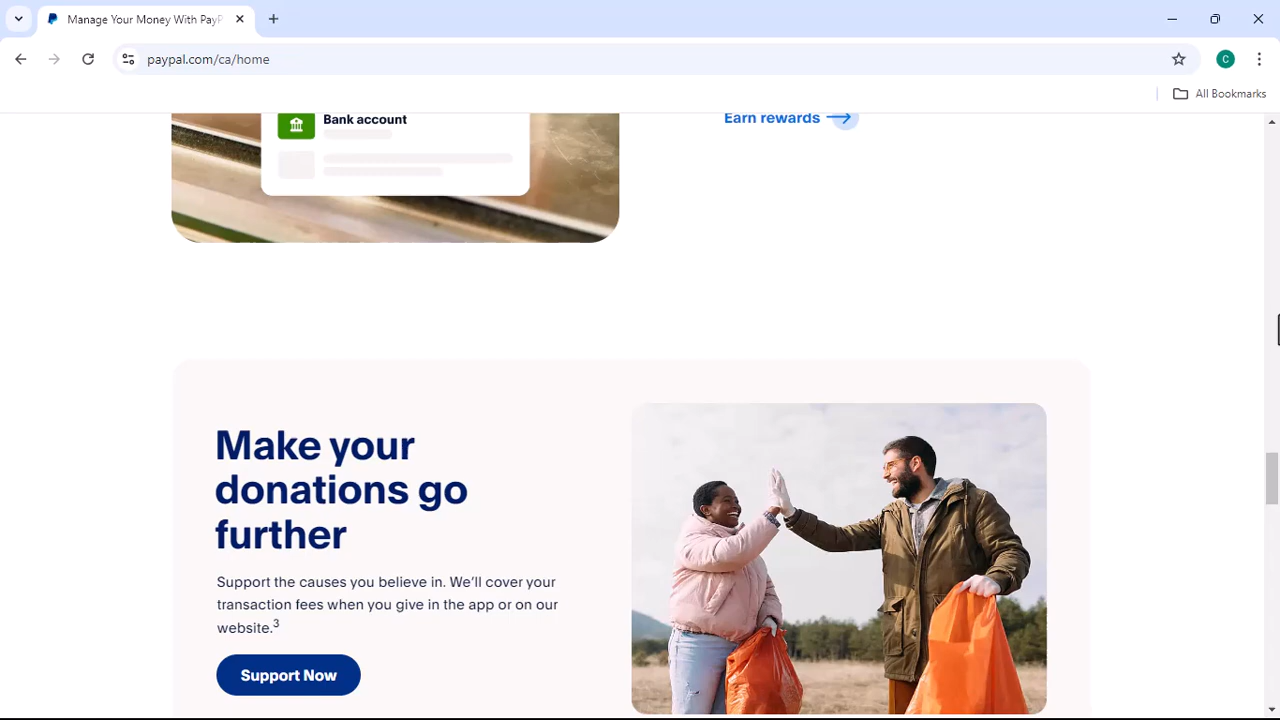 Manage Your Money With PayP
paypal.com/ca/home
C
All Bookmarks
Bank account
Earn rewards
Make your
donations go
further
Support the causes you believe in. We’ll cover your
transaction fees when you give in the app or on our
website.3
Support Now